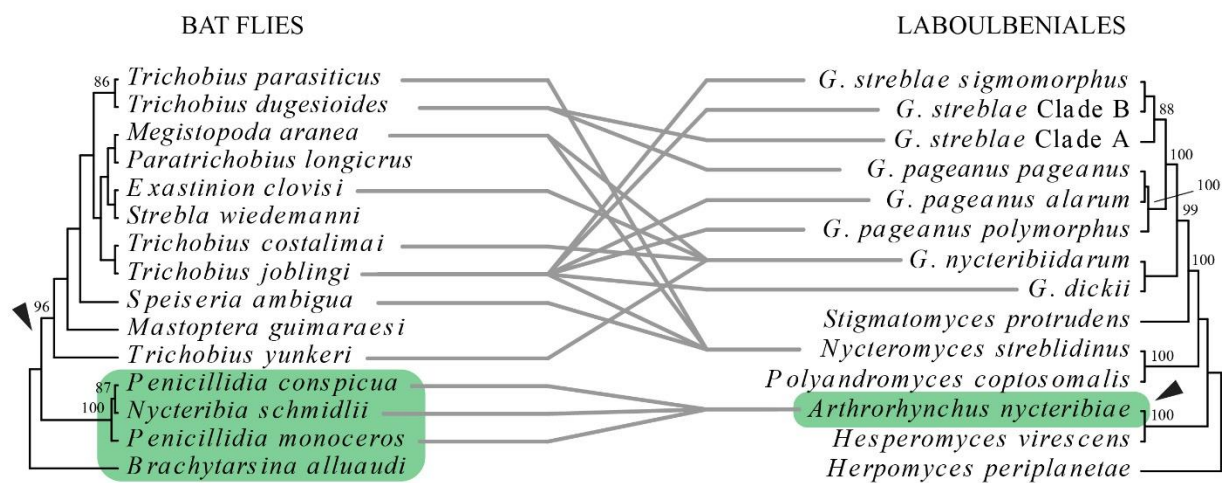 BAT FLIES
86
Trichobius parasiticus
Trichobius dugesioides
Megistopoda aranea
Paratrichobius longicrus
Exastinion clovisi
Strebla wiedemanni
Trichobius costalimai
Trichobius joblingi
Speiseria ambigua
96
Mastoptera guimaraesi
Trichobius yunkeri
87
Penicillidia conspicua
100
Nycteribia schmidlii
Penicillidia monoceros
Brachytarsina alluaudi
LABOULBENIALES
G. streblae sigmomorphus
G. streblae Clade B
88
G. streblae Clade A
100
G. pageanus pageanus
100
G. pageanus alarum
99
G. pageanus polymorphus
G. nycteribiidarum
100
G. dickii
Stigmatomyces protrudens
Nycteromyces streblidinus
100
Polyandromyces coptosomalis
Arthrorhynchus nycteribiae
100
Hesperomyces virescens
Herpomyces periplanetae